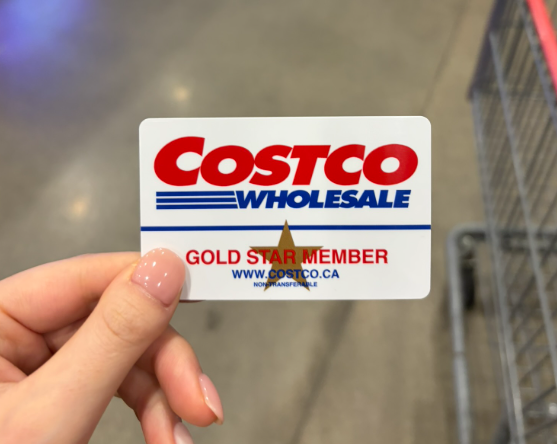 COSTCO
WHOLESALE
GOLD STAR MEMBER
WWW.COSTCO.CA
NON-TRANSFERABLE